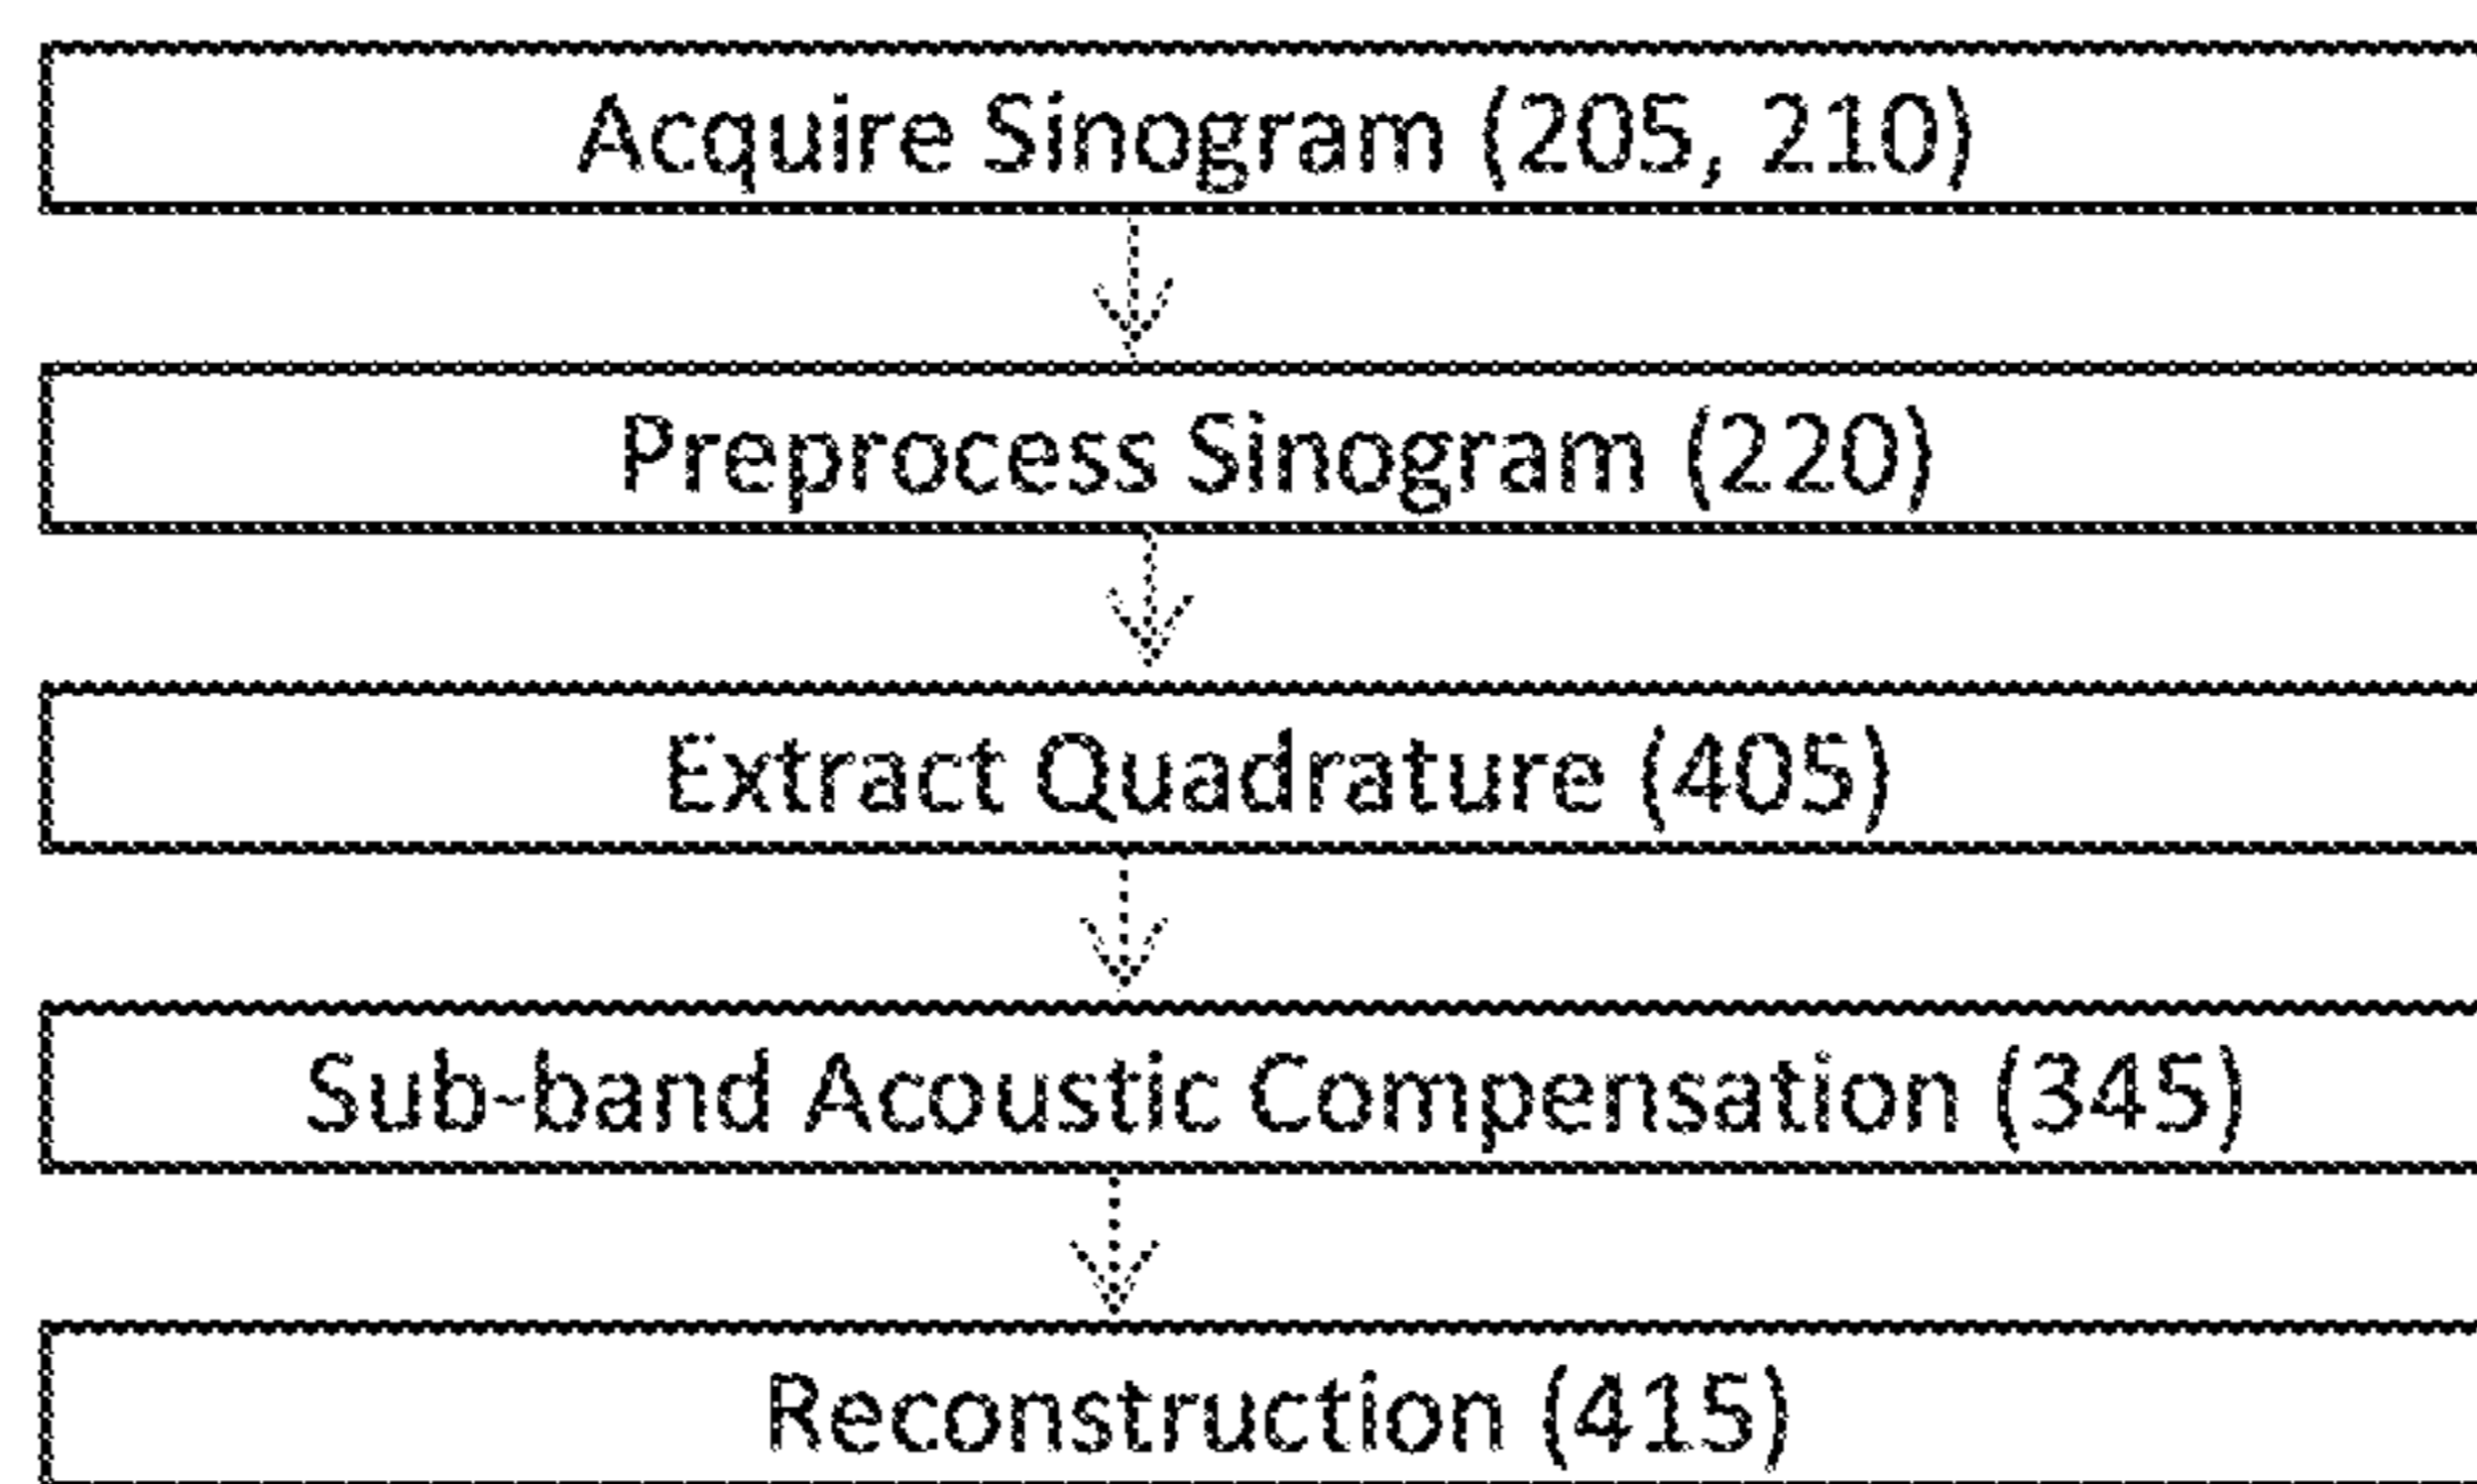 Acquire Sinogram (205, 210)
Preprocess Sinogram (220)
Extract Quadrature (405)
Sub-band Acoustic Compensation (345)
Reconstruction (415)